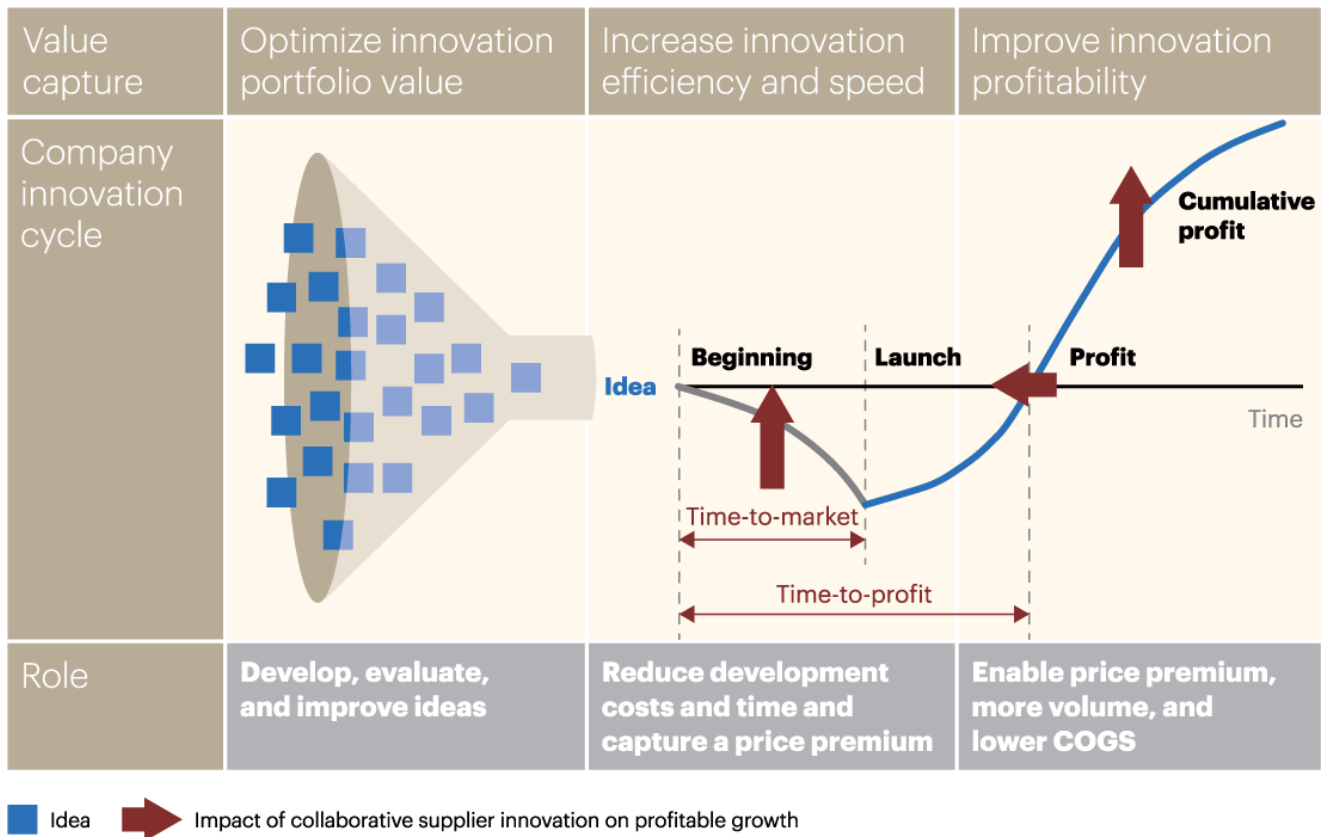 Value
capture
Optimize innovation
portfolio value
Increase innovation
efficiency and speed
Improve innovation
profitability
Company
innovation
cycle
Cumulative
profit
Beginning
Launch
Profit
Idea
Time
Time-to-market
Time-to-profit
Role
Develop, evaluate,
and improve ideas
Reduce development
costs and time and
capture a price premium
Enable price premium,
more volume, and
lower COGS
Idea
Impact of collaborative supplier innovation on profitable growth